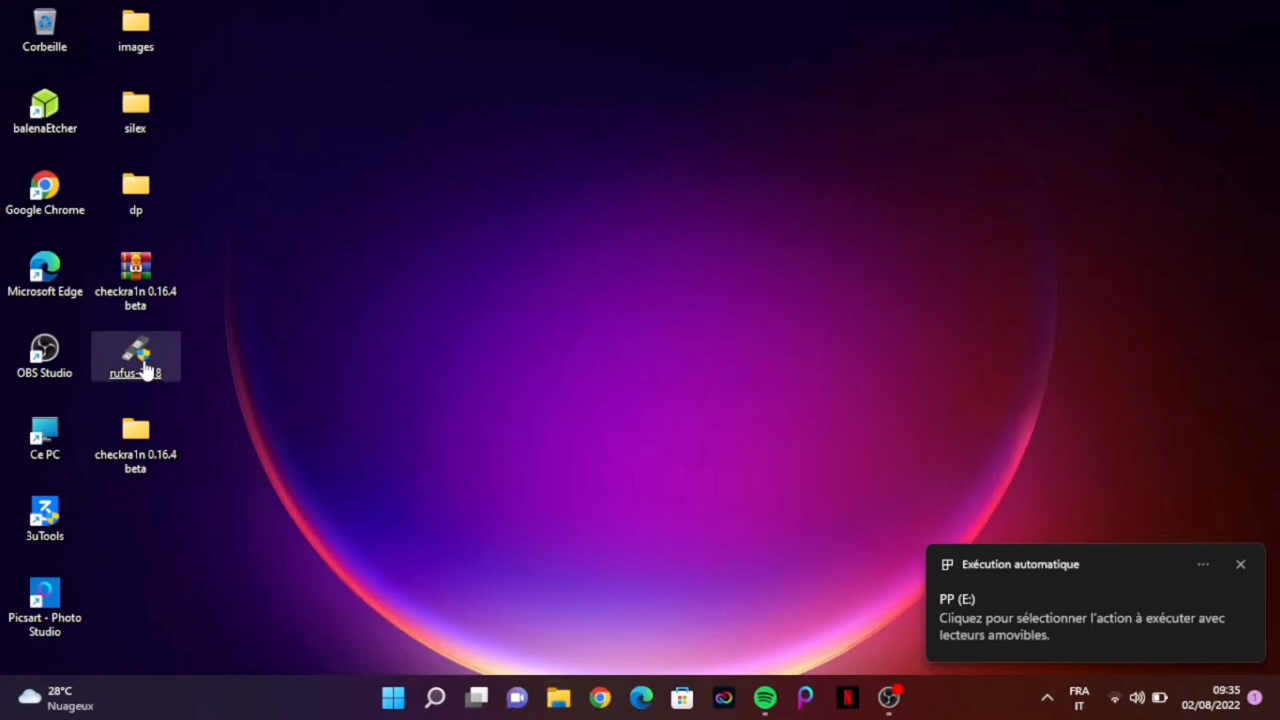 Corbeille
images
balenaEtcher
silex
Google Chrome
dp
Microsoft Edge
checkra1n 0.16.4
beta
OBS Studio
Ce PC
checkra1n 0.16.4
beta
3uTools
Picsart - Photo
Studio
Exécution automatique
PP (E:)
Cliquez pour sélectionner l'action à exécuter avec
lecteurs amovibles.
28°C
Nuageux
FRA
IT
09:35
02/08/2022
1